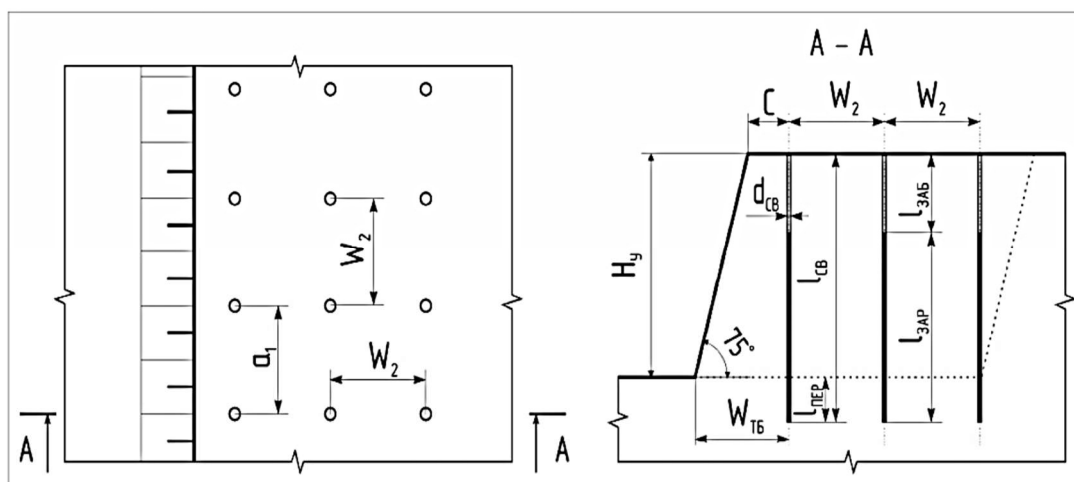 A – A
C W₂ W₂
dСВ
lЗАБ
Hу
lСВ
lЗАР
75°
lПЕР
WТБ
W₂
a₁
W₂
A A